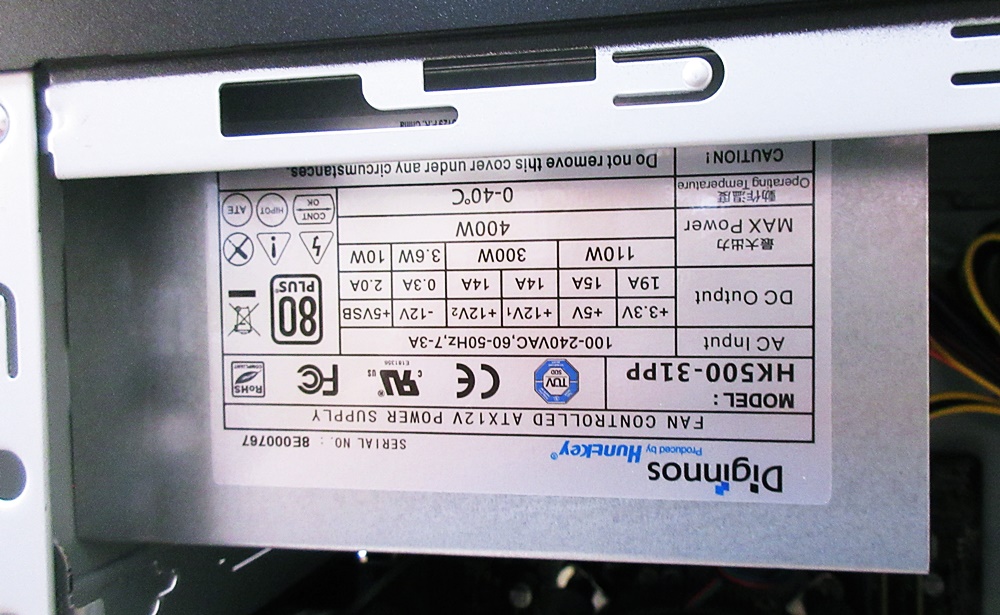 Diginnos
Produced by Huntkey®
SERIAL NO. : 8E000767
FAN CONTROLLED ATX12V POWER SUPPLY
MODEL:
HK500-31PP
TÜV
SÜD
CE
c UL us ®
E181356
FC
RoHS
COMPLIANT
AC Input 100-240VAC,60-50Hz,7-3A
DC Output +3.3V +5V +12V1 +12V2 -12V +5VSB
19A 15A 14A 14A 0.3A 2.0A
80
PLUS®
最大出力
MAX Power
110W 300W 3.6W 10W
400W
動作温度
Operating Temperature
0-40°C
CONT
OK
HIPOT
ATE
CAUTION! Do not remove this cover under any circumstances.